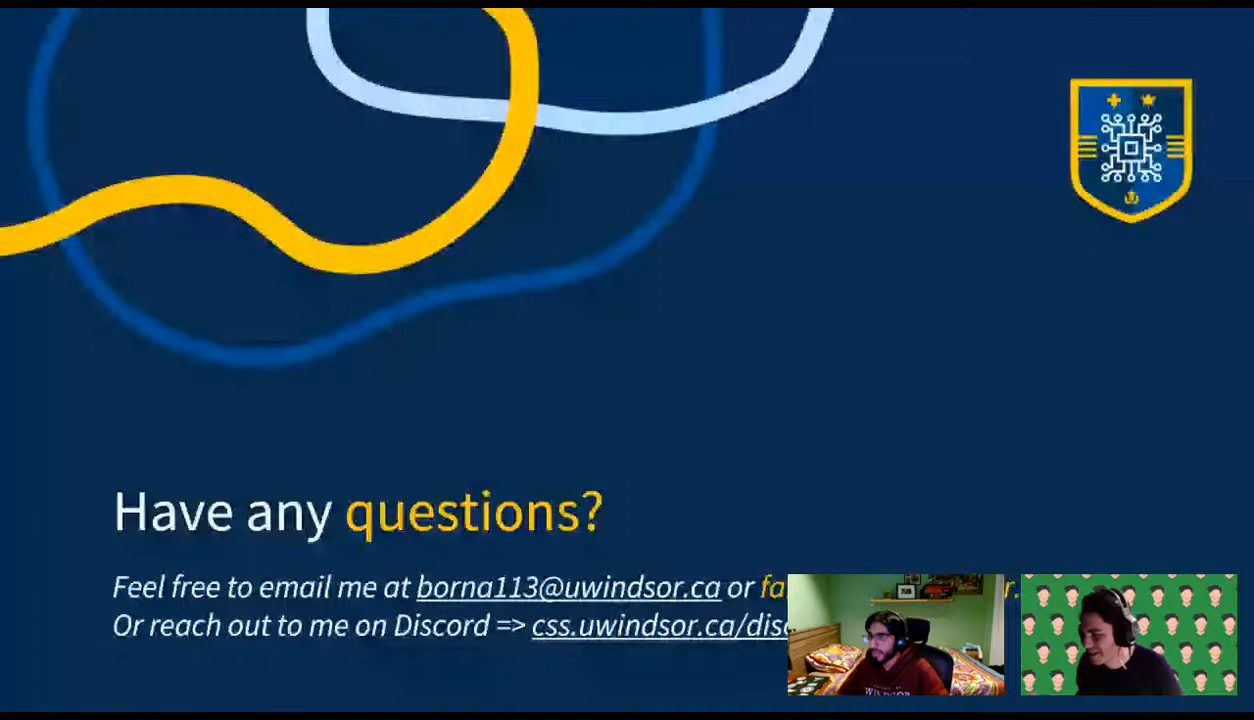 Have any questions?
Feel free to email me at borna113@uwindsor.ca or
Or reach out to me on Discord => css.uwindsor.ca/disc
WINDSOR